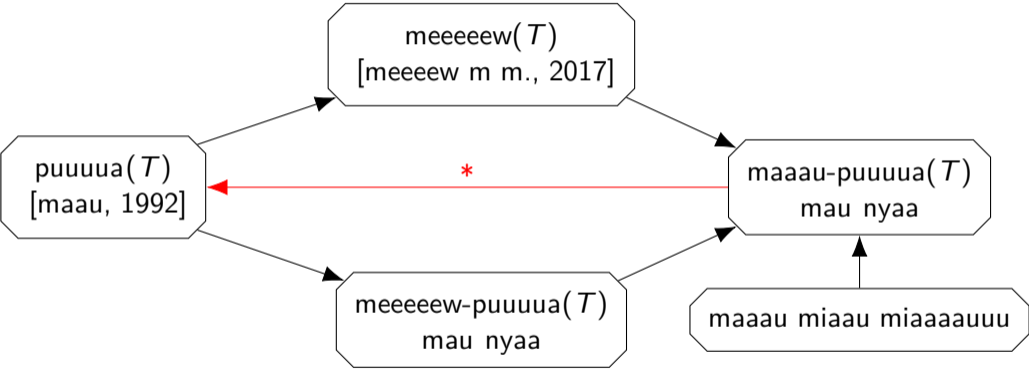 meeeeew(T)
[meeeew m m., 2017]
puuuua(T)
[maau, 1992]
*
maaau-puuuua(T)
mau nyaa
meeeeew-puuuua(T)
mau nyaa
maaau miaau miaaaauuu